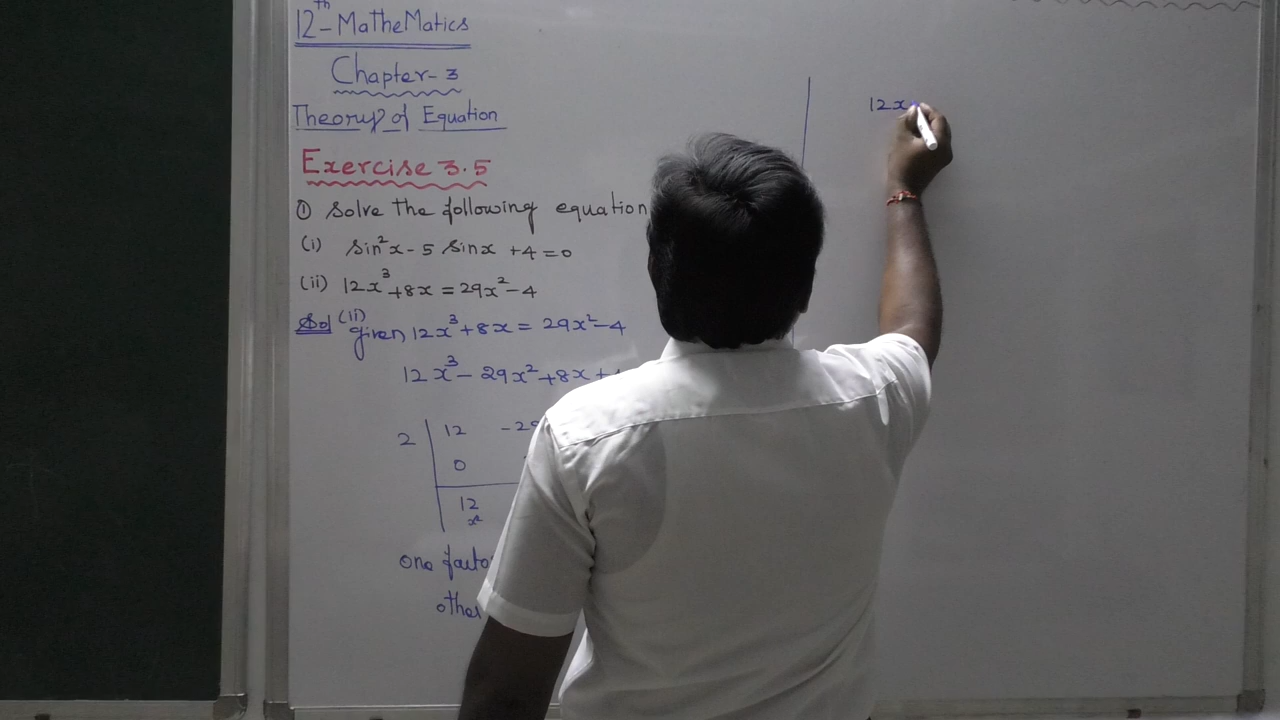 12th - MatheMatics
Chapter - 3
Theory of Equation
Exercise 3.5
① Solve the following equation
(i) sin²x - 5 sinx + 4 = 0
(ii) 12x³ + 8x = 29x² - 4
Sol (ii) given 12x³ + 8x = 29x² - 4
12x³ - 29x² + 8x +
2 | 12 -29
0
12
x²
one
other
12x